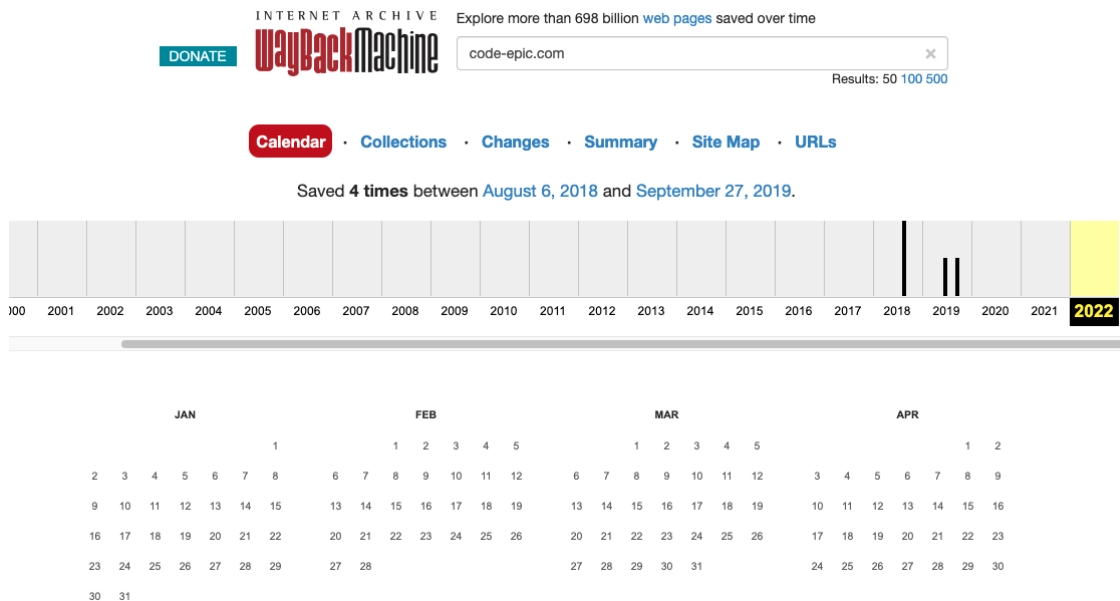 INTERNET ARCHIVE
WayBackMachine
DONATE
Explore more than 698 billion web pages saved over time
code-epic.com ×
Results: 50 100 500
Calendar · Collections · Changes · Summary · Site Map · URLs
Saved 4 times between August 6, 2018 and September 27, 2019.
2001 2002 2003 2004 2005 2006 2007 2008 2009 2010 2011 2012 2013 2014 2015 2016 2017 2018 2019 2020 2021 2022
JAN FEB MAR APR
1 1 2 3 4 5 1 2 3 4 5 1 2
2 3 4 5 6 7 8 6 7 8 9 10 11 12 6 7 8 9 10 11 12 3 4 5 6 7 8 9
9 10 11 12 13 14 15 13 14 15 16 17 18 19 13 14 15 16 17 18 19 10 11 12 13 14 15 16
16 17 18 19 20 21 22 20 21 22 23 24 25 26 20 21 22 23 24 25 26 17 18 19 20 21 22 23
23 24 25 26 27 28 29 27 28 27 28 29 30 31 24 25 26 27 28 29 30
30 31